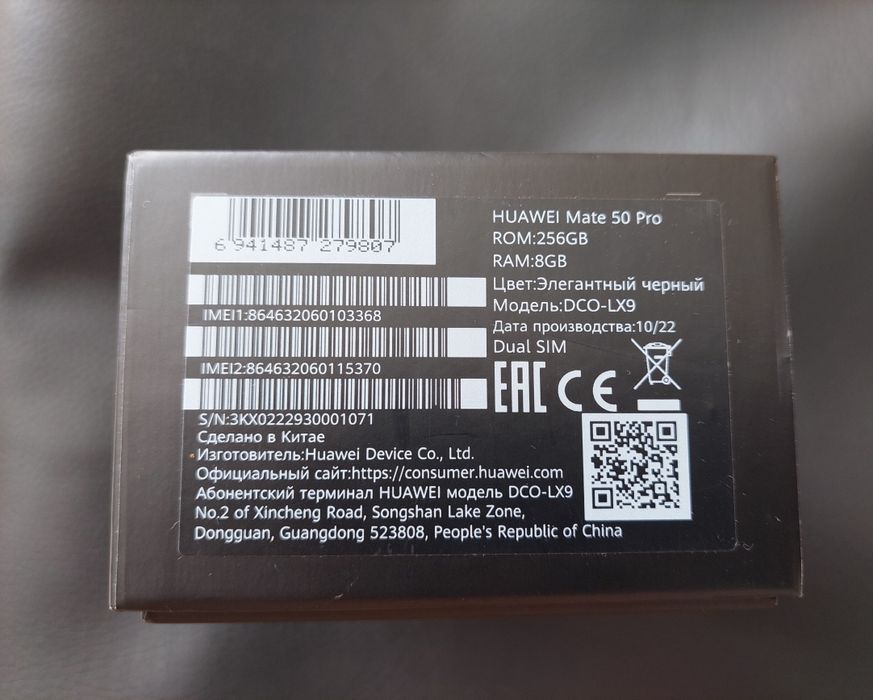 6 941487 279807
IMEI1:864632060103368
IMEI2:864632060115370
S/N:3KX0222930001071
HUAWEI Mate 50 Pro
ROM:256GB
RAM:8GB
Цвет:Элегантный черный
Модель:DCO-LX9
Дата производства:10/22
Dual SIM
EAC CE
Сделано в Китае
Изготовитель:Huawei Device Co., Ltd.
Официальный сайт:https://consumer.huawei.com
Абонентский терминал HUAWEI модель DCO-LX9
No.2 of Xincheng Road, Songshan Lake Zone,
Dongguan, Guangdong 523808, People's Republic of China